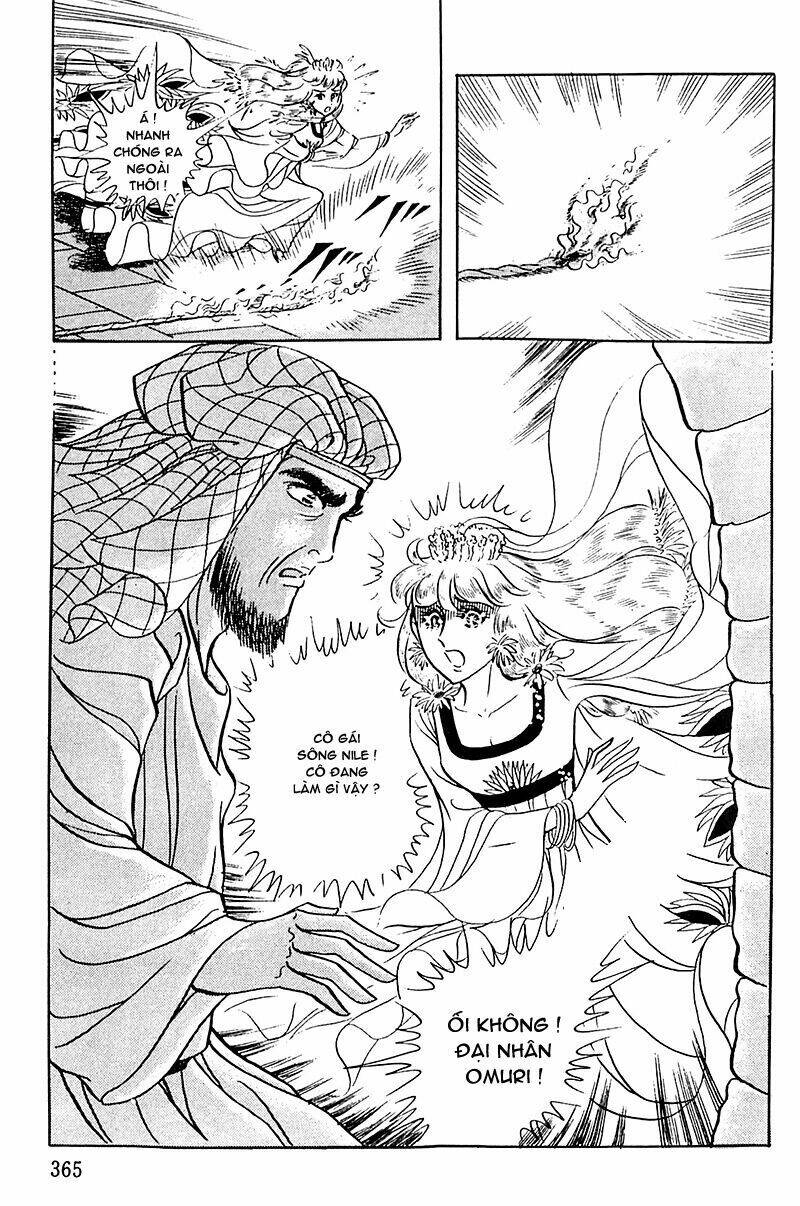 Á !
NHANH
CHÓNG RA
NGOÀI
THÔI !
CÔ GÁI
SÔNG NILE !
CÔ ĐANG
LÀM GÌ VẬY ?
ỐI KHÔNG !
ĐẠI NHÂN
OMURI !
365